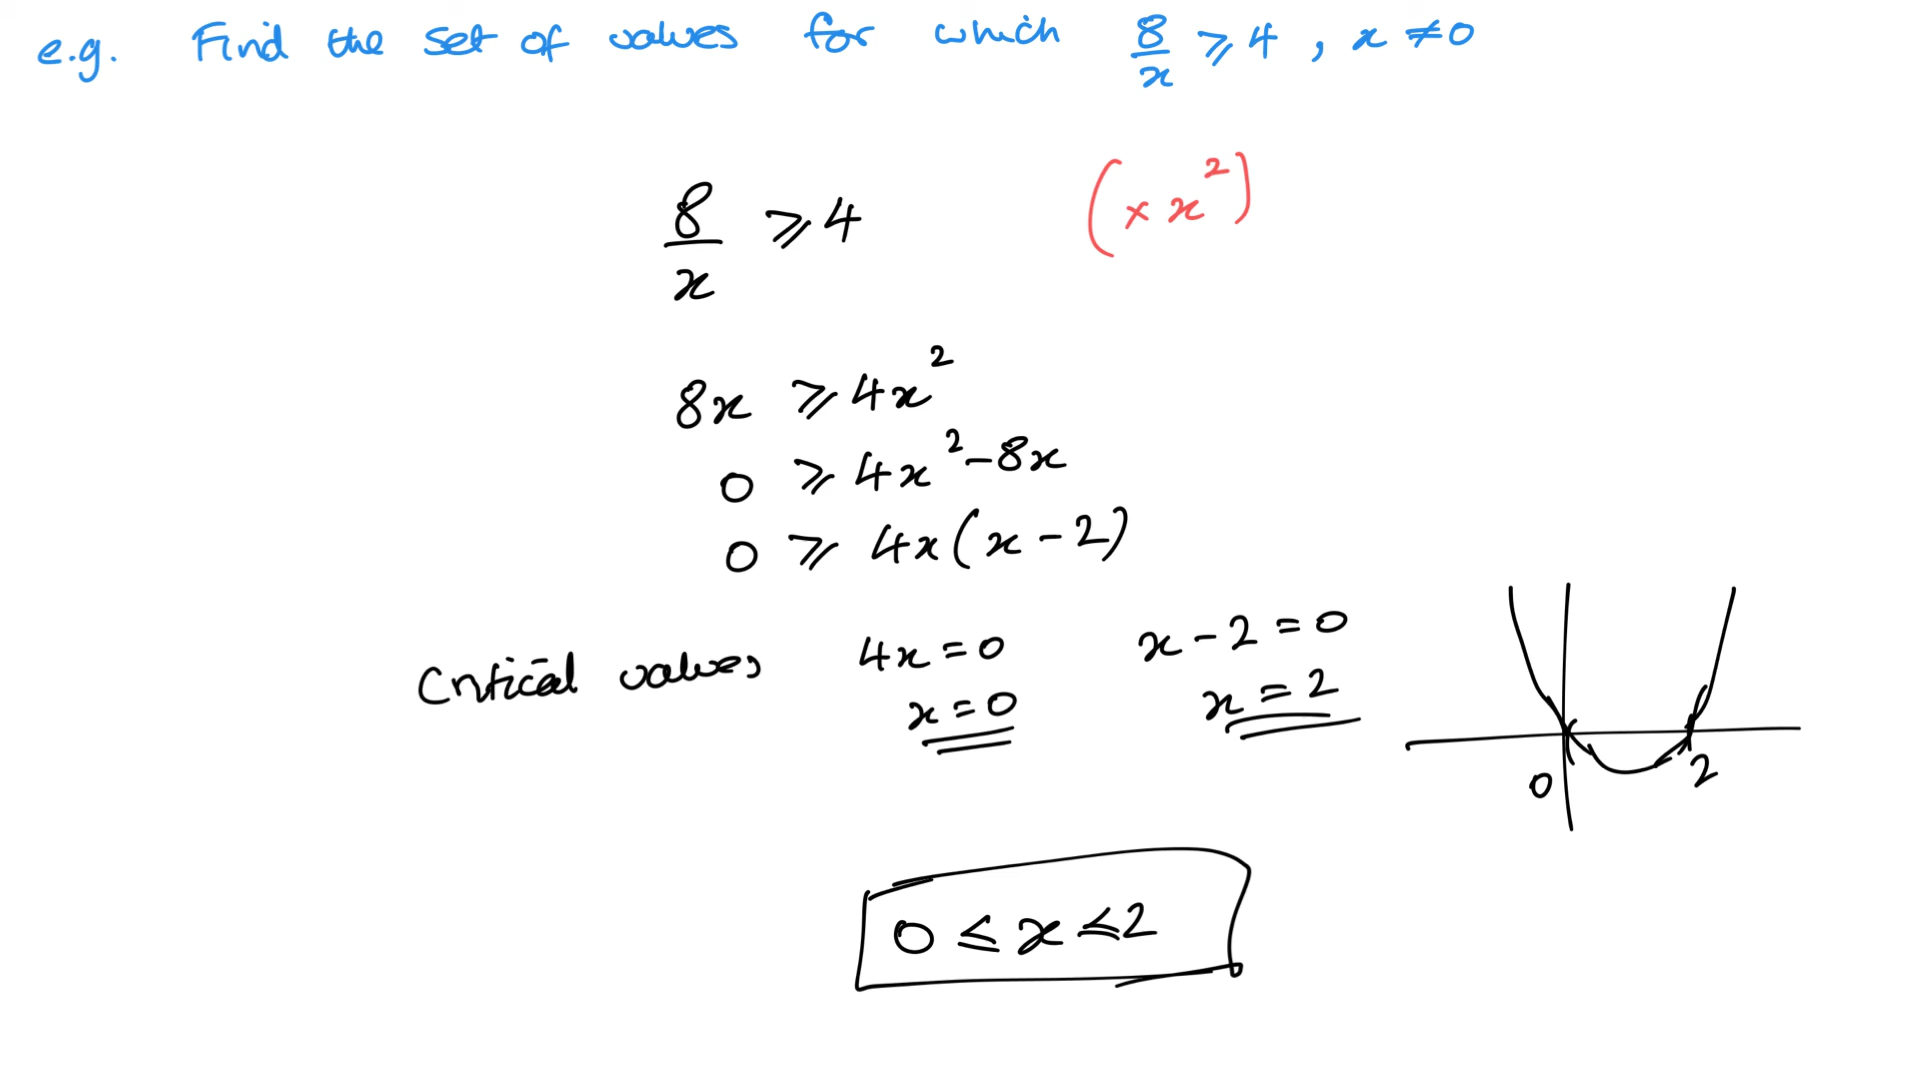 e.g. Find the set of values for which 8/x ⩾ 4, x ≠ 0
8/x ⩾ 4 (× x²)
8x ⩾ 4x²
0 ⩾ 4x² - 8x
0 ⩾ 4x(x - 2)
Critical values 4x = 0 x - 2 = 0
x = 0 x = 2
0 2
0 ≤ x ≤ 2